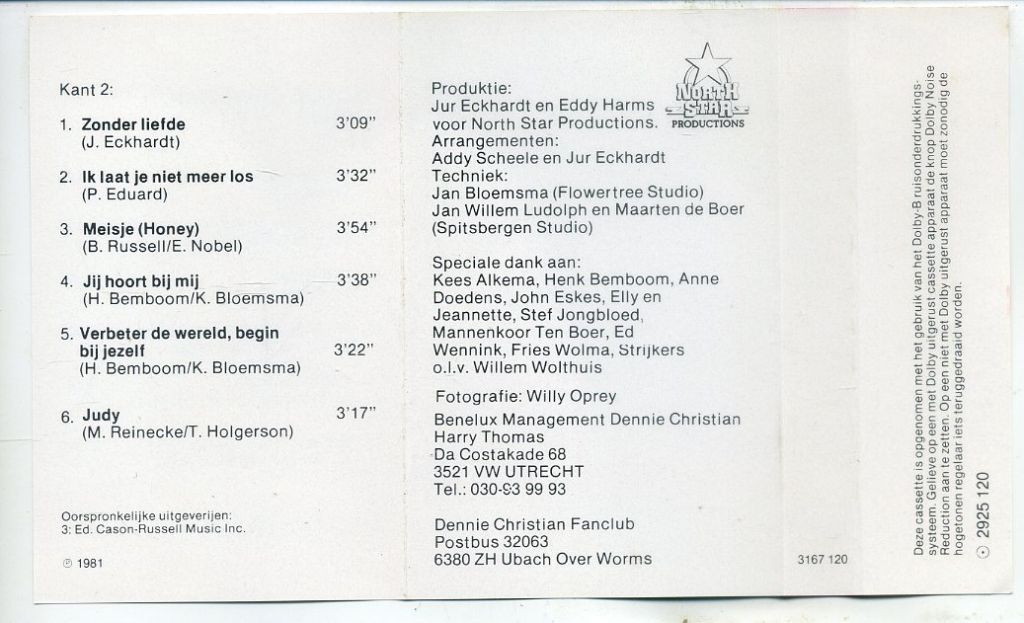 Kant 2:
1. Zonder liefde 3'09"
(J. Eckhardt)
2. Ik laat je niet meer los 3'32"
(P. Eduard)
3. Meisje (Honey) 3'54"
(B. Russell/E. Nobel)
4. Jij hoort bij mij 3'38"
(H. Bemboom/K. Bloemsma)
5. Verbeter de wereld, begin
bij jezelf 3'22"
(H. Bemboom/K. Bloemsma)
6. Judy 3'17"
(M. Reinecke/T. Holgerson)
Oorspronkelijke uitgeverijen:
3: Ed. Cason-Russell Music Inc.
℗ 1981
Produktie:
Jur Eckhardt en Eddy Harms
voor North Star Productions.
Arrangementen:
Addy Scheele en Jur Eckhardt
Techniek:
Jan Bloemsma (Flowertree Studio)
Jan Willem Ludolph en Maarten de Boer
(Spitsbergen Studio)
Speciale dank aan:
Kees Alkema, Henk Bemboom, Anne
Doedens, John Eskes, Elly en
Jeannette, Stef Jongbloed,
Mannenkoor Ten Boer, Ed
Wennink, Fries Wolma, Strijkers
o.l.v. Willem Wolthuis
Fotografie: Willy Oprey
Benelux Management Dennie Christian
Harry Thomas
Da Costakade 68
3521 VW UTRECHT
Tel.: 030-93 99 93
Dennie Christian Fanclub
Postbus 32063
6380 ZH Ubach Over Worms
NORTH
STAR
PRODUCTIONS
3167 120
Deze cassette is opgenomen met het gebruik van het Dolby-B ruisonderdrukkings-
systeem. Gelieve op een met Dolby uitgerust cassette apparaat de knop Dolby Noise
Reduction aan te zetten. Op een niet met Dolby uitgerust apparaat moet zonodig de
hogetonen regelaar iets teruggedraaid worden.
2925 120